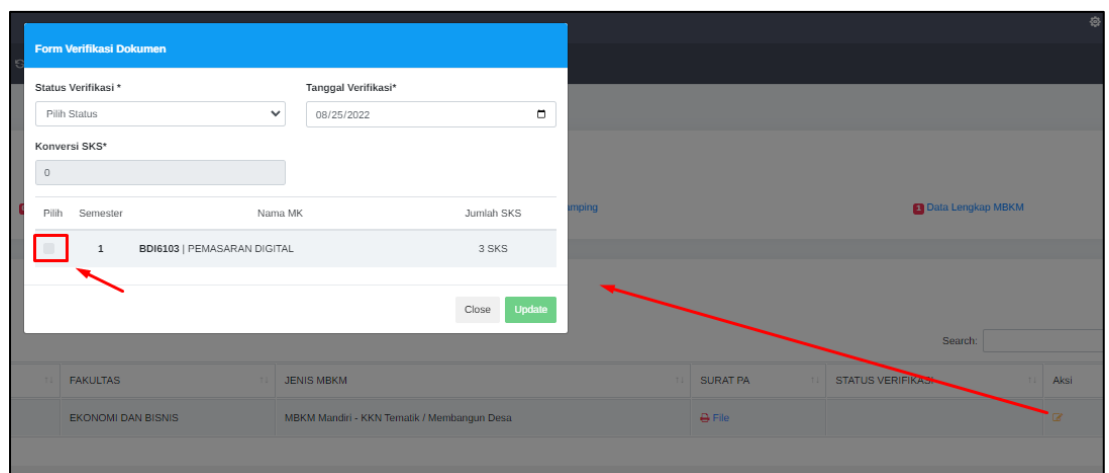 Form Verifikasi Dokumen
Status Verifikasi *
Tanggal Verifikasi*
Pilih Status
08/25/2022
Konversi SKS*
0
Pilih Semester Nama MK Jumlah SKS
1 BDI6103 | PEMASARAN DIGITAL 3 SKS
Close Update
1 Data Lengkap MBKM
Search:
FAKULTAS JENIS MBKM SURAT PA STATUS VERIFIKASI Aksi
EKONOMI DAN BISNIS MBKM Mandiri - KKN Tematik / Membangun Desa File